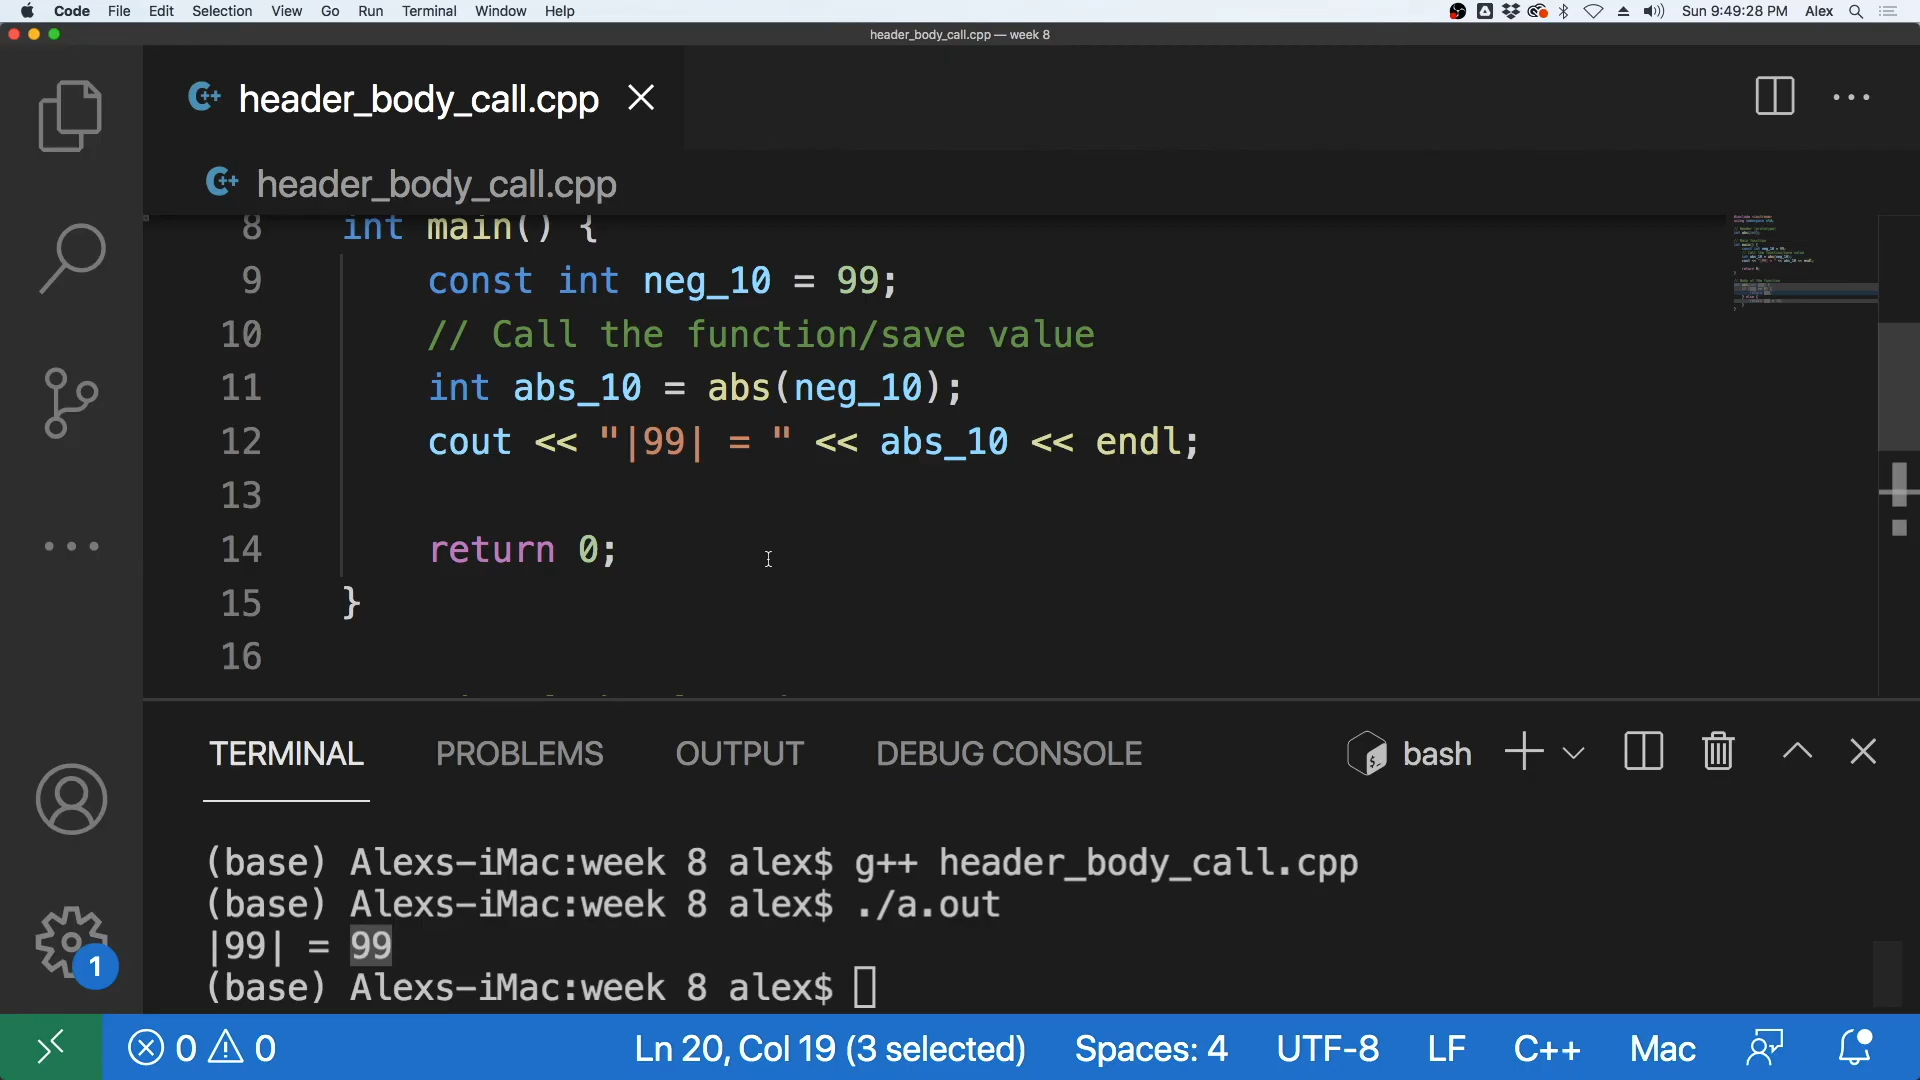 Code File Edit Selection View Go Run Terminal Window Help Sun 9:49:28 PM Alex
header_body_call.cpp — week 8
header_body_call.cpp
header_body_call.cpp
8 int main() {
9 const int neg_10 = 99;
10 // Call the function/save value
11 int abs_10 = abs(neg_10);
12 cout << "|99| = " << abs_10 << endl;
13
14 return 0;
15 }
16
TERMINAL PROBLEMS OUTPUT DEBUG CONSOLE bash
(base) Alexs-iMac:week 8 alex$ g++ header_body_call.cpp
(base) Alexs-iMac:week 8 alex$ ./a.out
|99| = 99
(base) Alexs-iMac:week 8 alex$
1
0 0 Ln 20, Col 19 (3 selected) Spaces: 4 UTF-8 LF C++ Mac